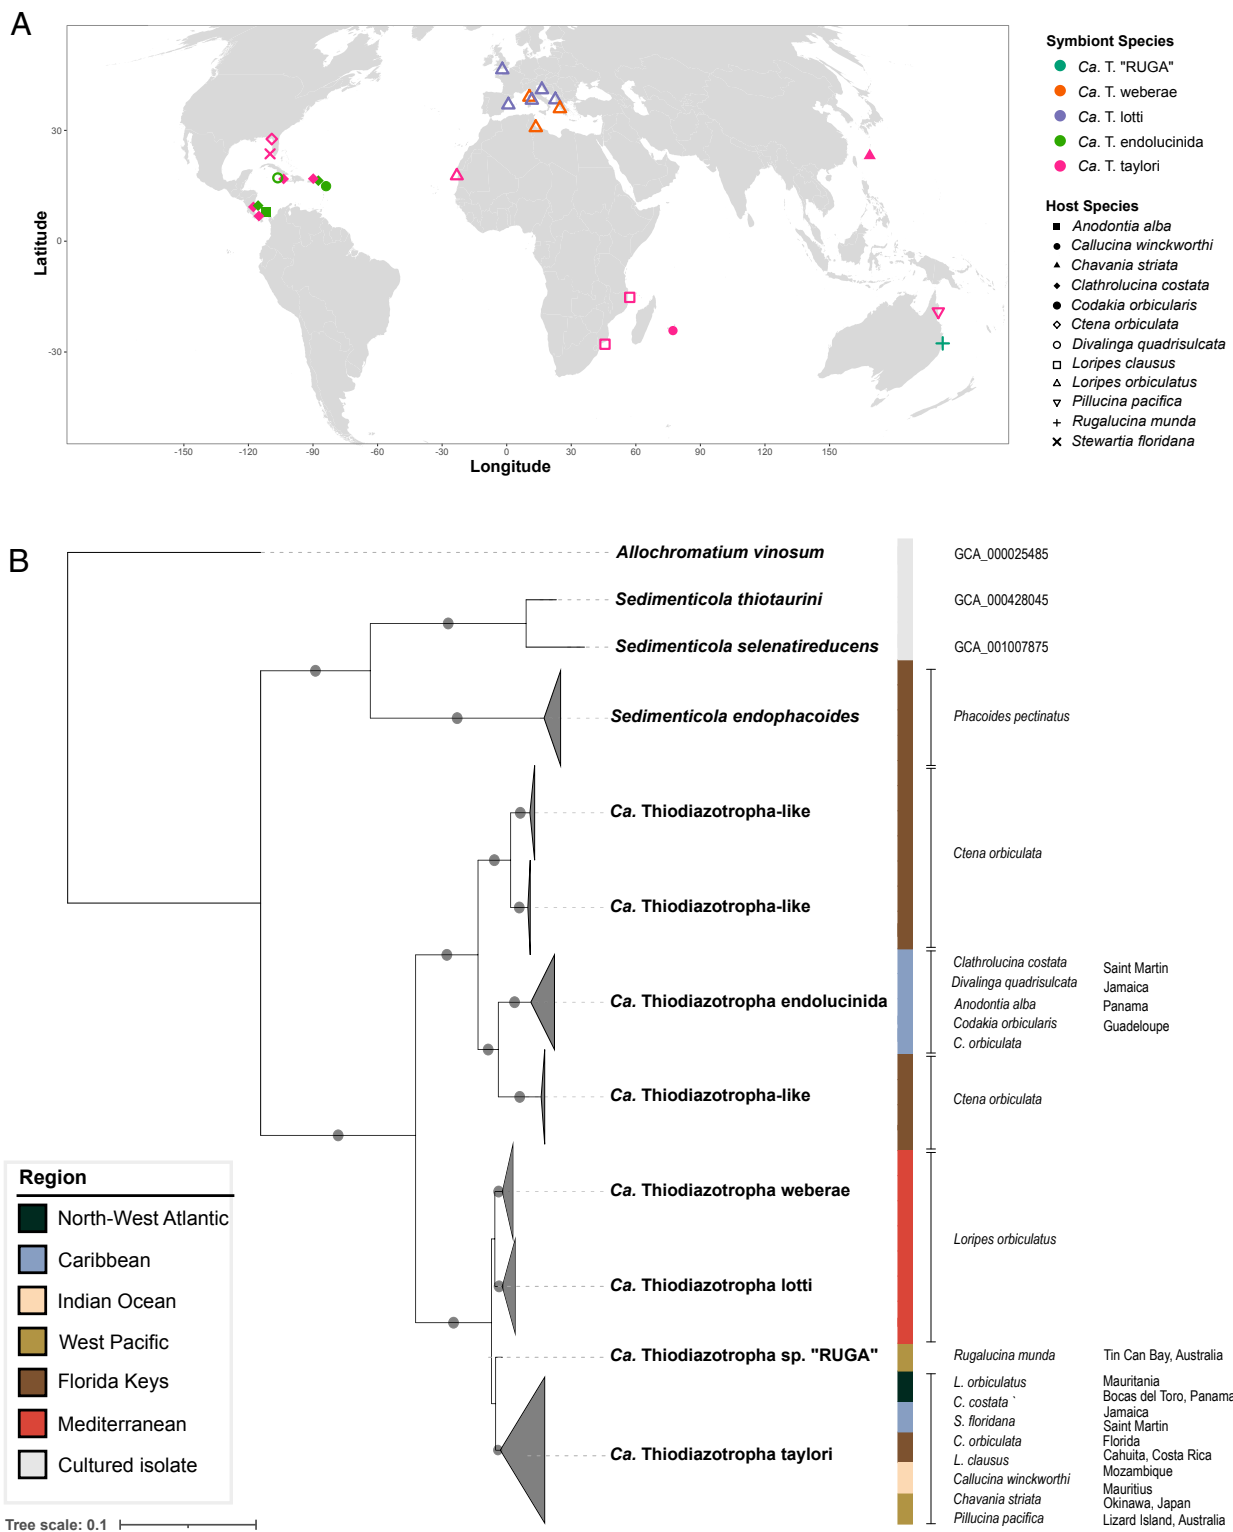 A
Symbiont Species
Ca. T. "RUGA"
Ca. T. weberae
Ca. T. lotti
Ca. T. endolucinida
Ca. T. taylori
Host Species
Anodontia alba
Callucina winckworthi
Chavania striata
Clathrolucina costata
Codakia orbicularis
Ctena orbiculata
Divalinga quadrisulcata
Loripes clausus
Loripes orbiculatus
Pillucina pacifica
Rugalucina munda
Stewartia floridana
Latitude
30
0
-30
-150
-120
-90
-60
-30
0
30
60
90
120
150
Longitude
B
Allochromatium vinosum
GCA_000025485
Sedimenticola thiotaurini
GCA_000428045
Sedimenticola selenatireducens
GCA_001007875
Sedimenticola endophacoides
Phacoides pectinatus
Ca. Thiodiazotropha-like
Ctena orbiculata
Ca. Thiodiazotropha-like
Ca. Thiodiazotropha endolucinida
Clathrolucina costata
Divalinga quadrisulcata
Anodontia alba
Codakia orbicularis
C. orbiculata
Saint Martin
Jamaica
Panama
Guadeloupe
Ca. Thiodiazotropha-like
Ctena orbiculata
Ca. Thiodiazotropha weberae
Loripes orbiculatus
Ca. Thiodiazotropha lotti
Ca. Thiodiazotropha sp. "RUGA"
Rugalucina munda
Tin Can Bay, Australia
Ca. Thiodiazotropha taylori
L. orbiculatus
C. costata `
S. floridana
C. orbiculata
L. clausus
Callucina winckworthi
Chavania striata
Pillucina pacifica
Mauritania
Bocas del Toro, Panama
Jamaica
Saint Martin
Florida
Cahuita, Costa Rica
Mozambique
Mauritius
Okinawa, Japan
Lizard Island, Australia
Region
North-West Atlantic
Caribbean
Indian Ocean
West Pacific
Florida Keys
Mediterranean
Cultured isolate
Tree scale: 0.1